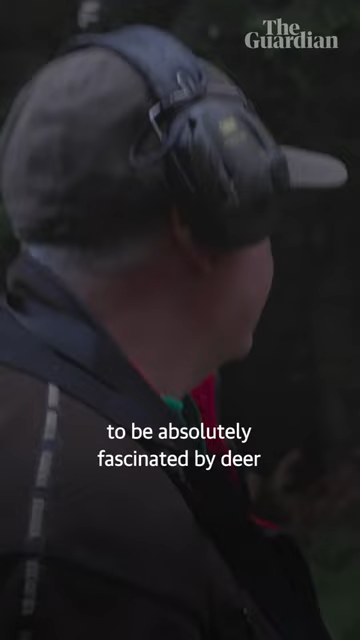 The
Guardian
to be absolutely
fascinated by deer